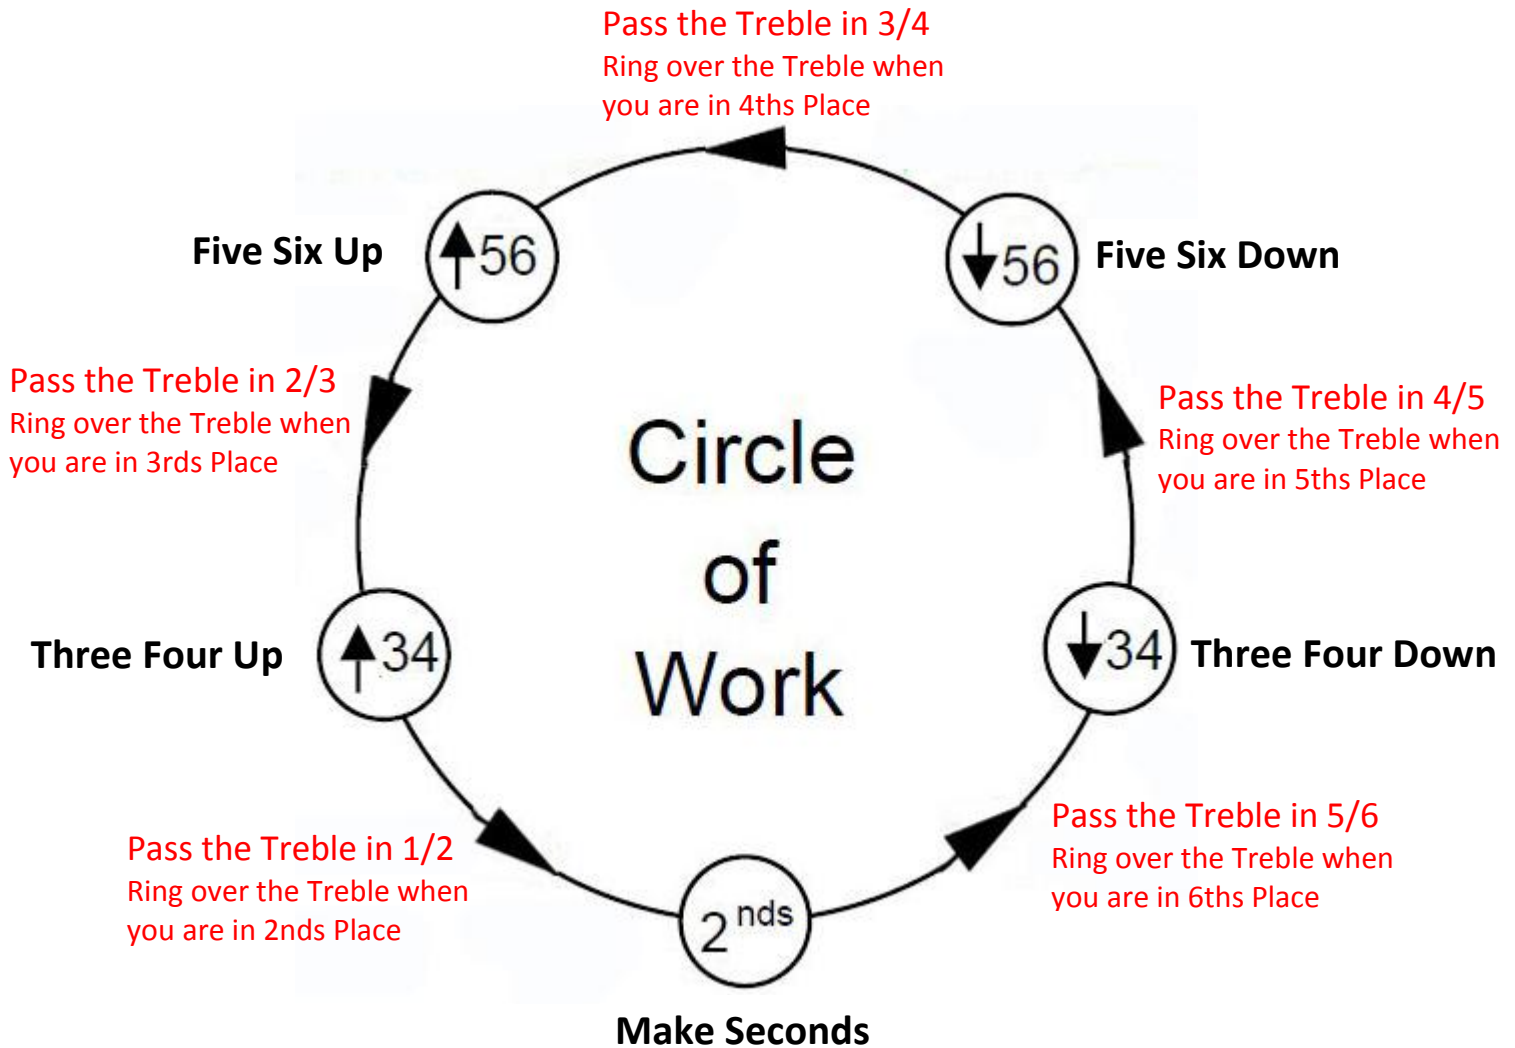 Pass the Treble in 3/4
Ring over the Treble when
you are in 4ths Place
Five Six Up
↑56
↓56
Five Six Down
Pass the Treble in 2/3
Ring over the Treble when
you are in 3rds Place
Pass the Treble in 4/5
Ring over the Treble when
you are in 5ths Place
Circle
of
Work
Three Four Up
↑34
↓34
Three Four Down
Pass the Treble in 1/2
Ring over the Treble when
you are in 2nds Place
Pass the Treble in 5/6
Ring over the Treble when
you are in 6ths Place
2nds
Make Seconds